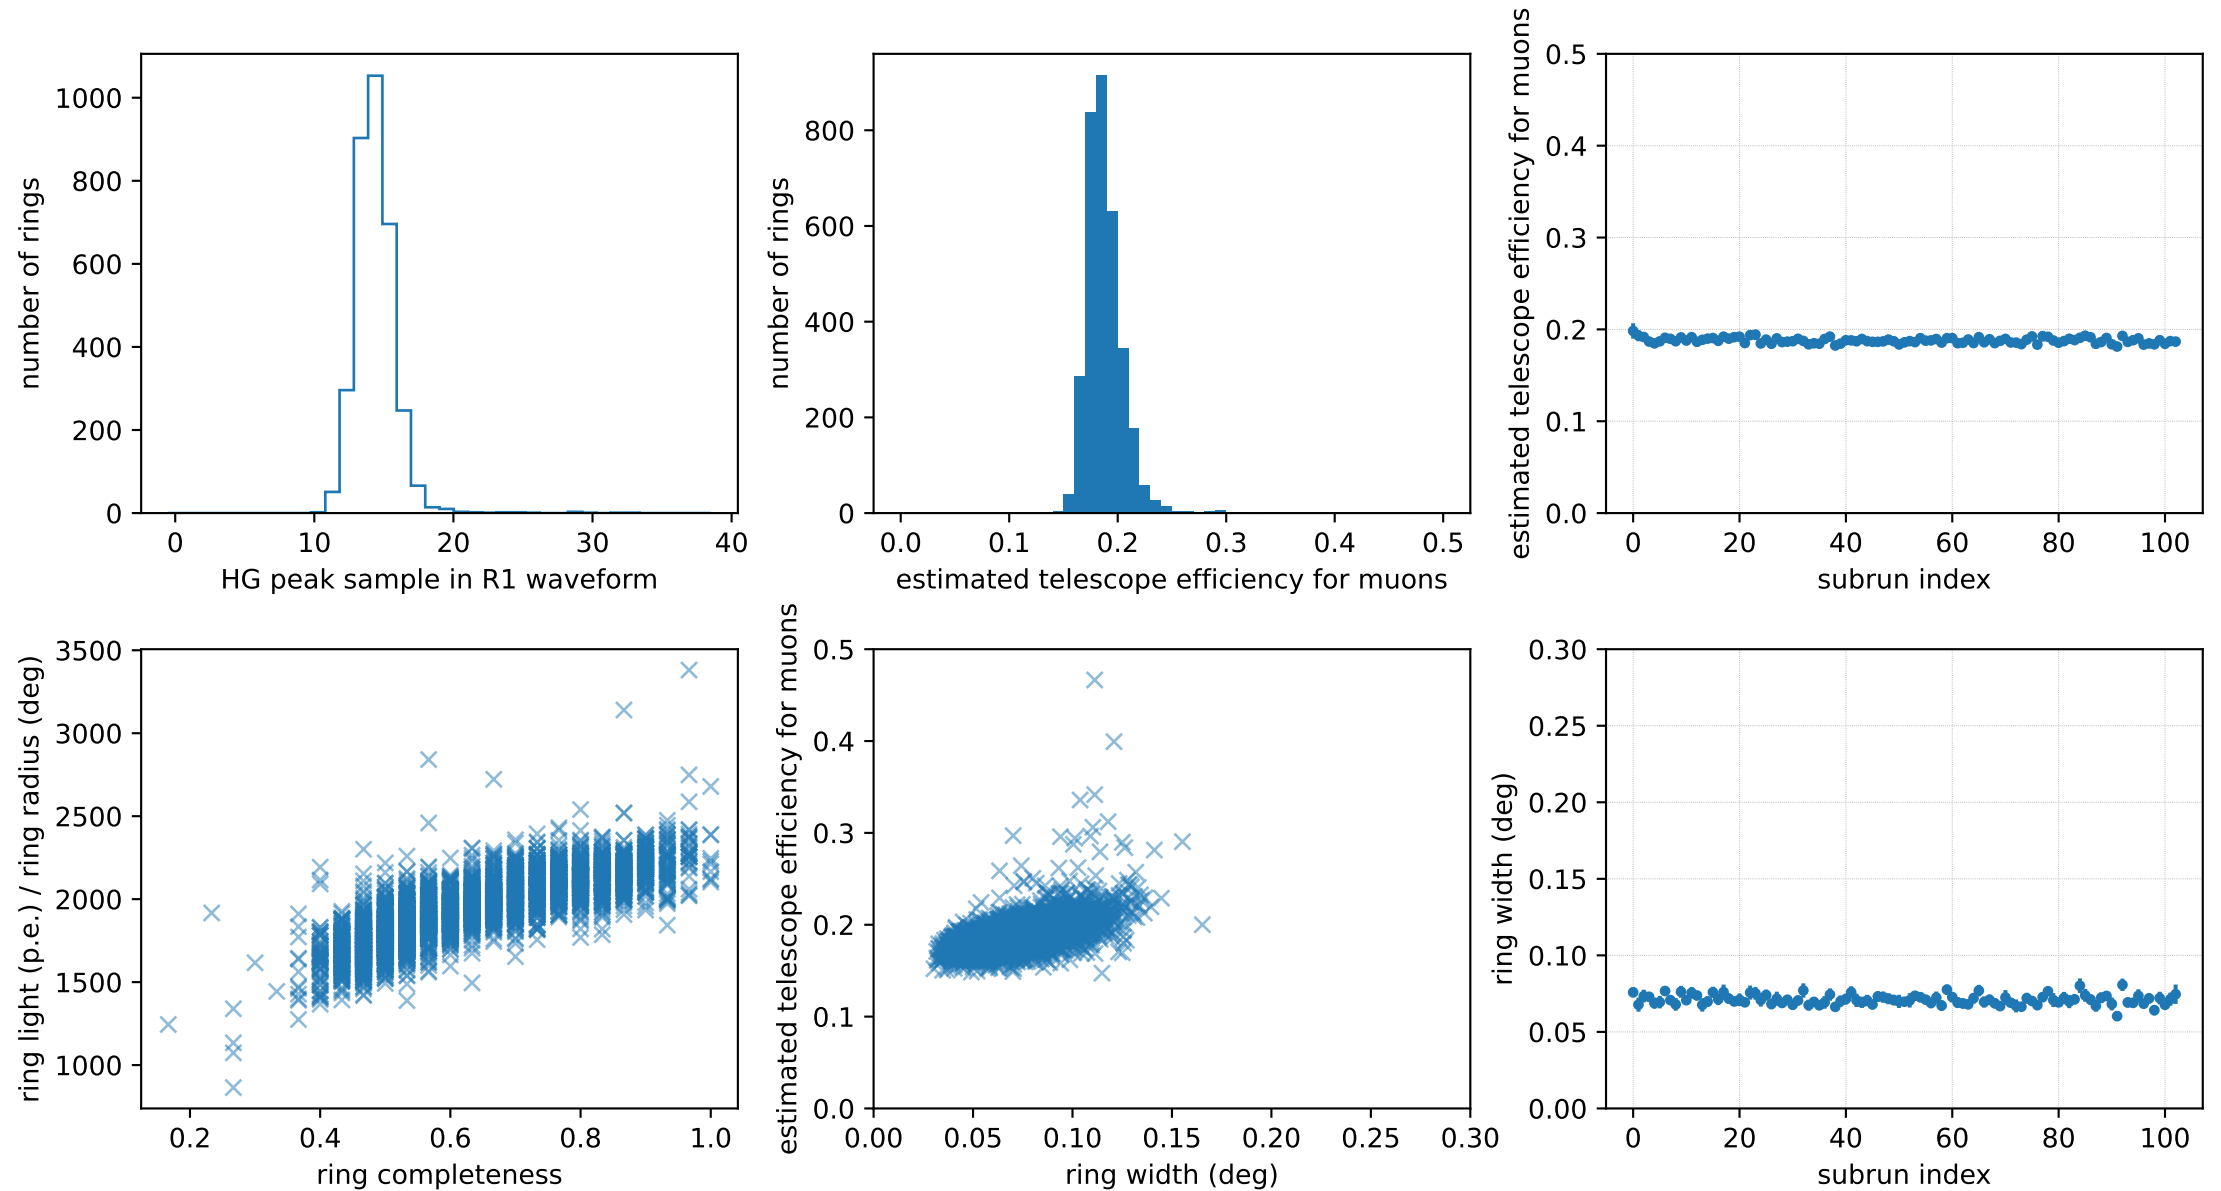 number of rings
1000
800
600
400
200
0
0 10 20 30 40
HG peak sample in R1 waveform
number of rings
800
600
400
200
0
0.0 0.1 0.2 0.3 0.4 0.5
estimated telescope efficiency for muons
estimated telescope efficiency for muons
0.5
0.4
0.3
0.2
0.1
0.0
0 20 40 60 80 100
subrun index
ring light (p.e.) / ring radius (deg)
3500
3000
2500
2000
1500
1000
0.2 0.4 0.6 0.8 1.0
ring completeness
estimated telescope efficiency for muons
0.5
0.4
0.3
0.2
0.1
0.0
0.00 0.05 0.10 0.15 0.20 0.25 0.30
ring width (deg)
ring width (deg)
0.30
0.25
0.20
0.15
0.10
0.05
0.00
0 20 40 60 80 100
subrun index